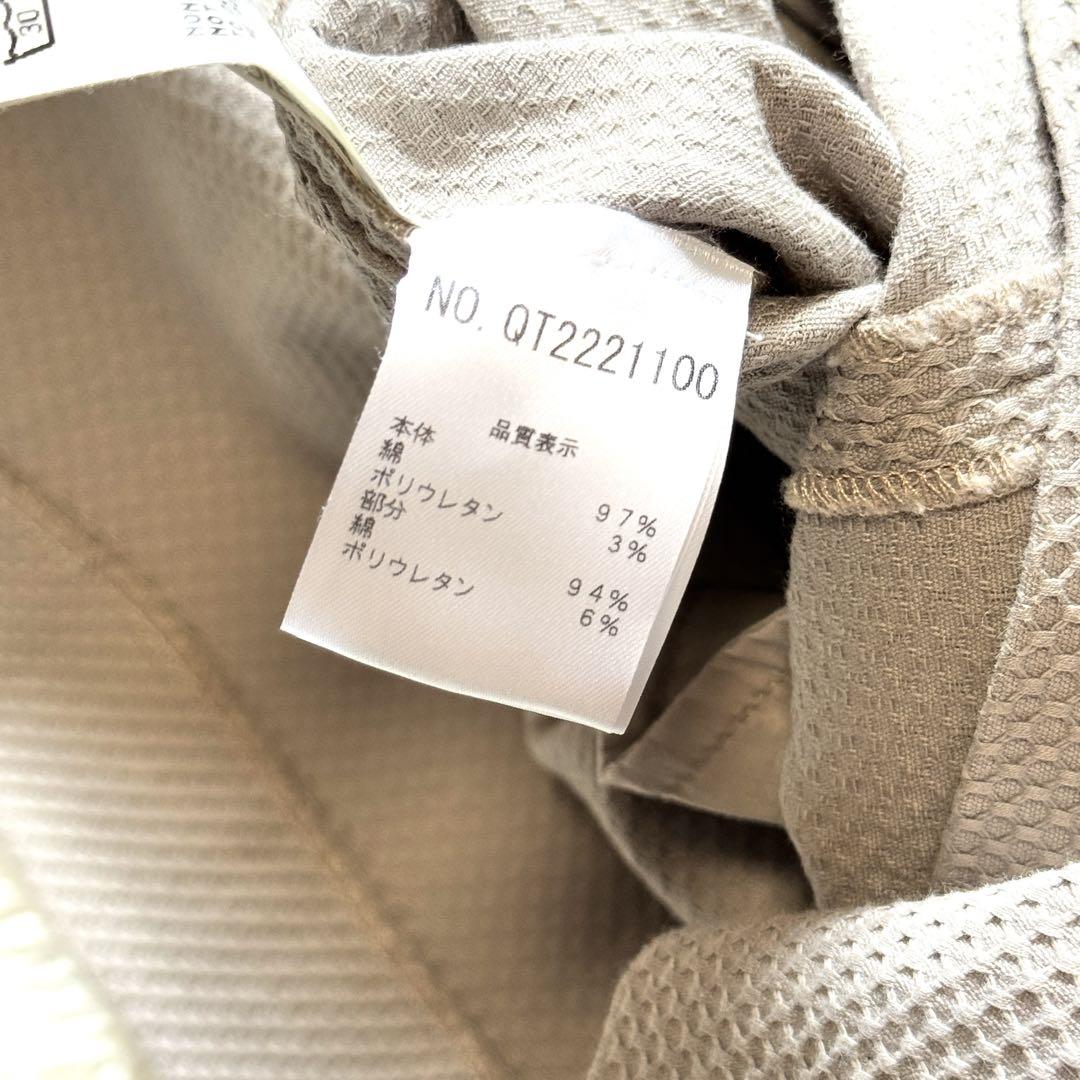 30
NO. QT2221100
品質表示
本体
綿 97%
ポリウレタン 3%
部分
綿 94%
ポリウレタン 6%